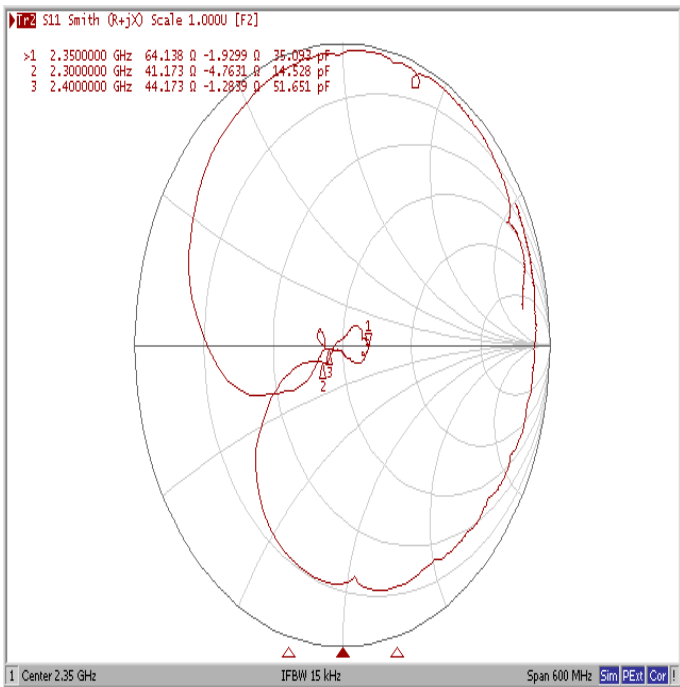 Tr2 S11 Smith (R+jX) Scale 1.000U [F2]
>1 2.3500000 GHz 64.138 Ω -1.9299 Ω 35.093 pF
2 2.3000000 GHz 41.173 Ω -4.7631 Ω 14.528 pF
3 2.4000000 GHz 44.173 Ω -1.2839 Ω 51.651 pF
1
3
2
1 Center 2.35 GHz IFBW 15 kHz Span 600 MHz Sim PExt Cor !